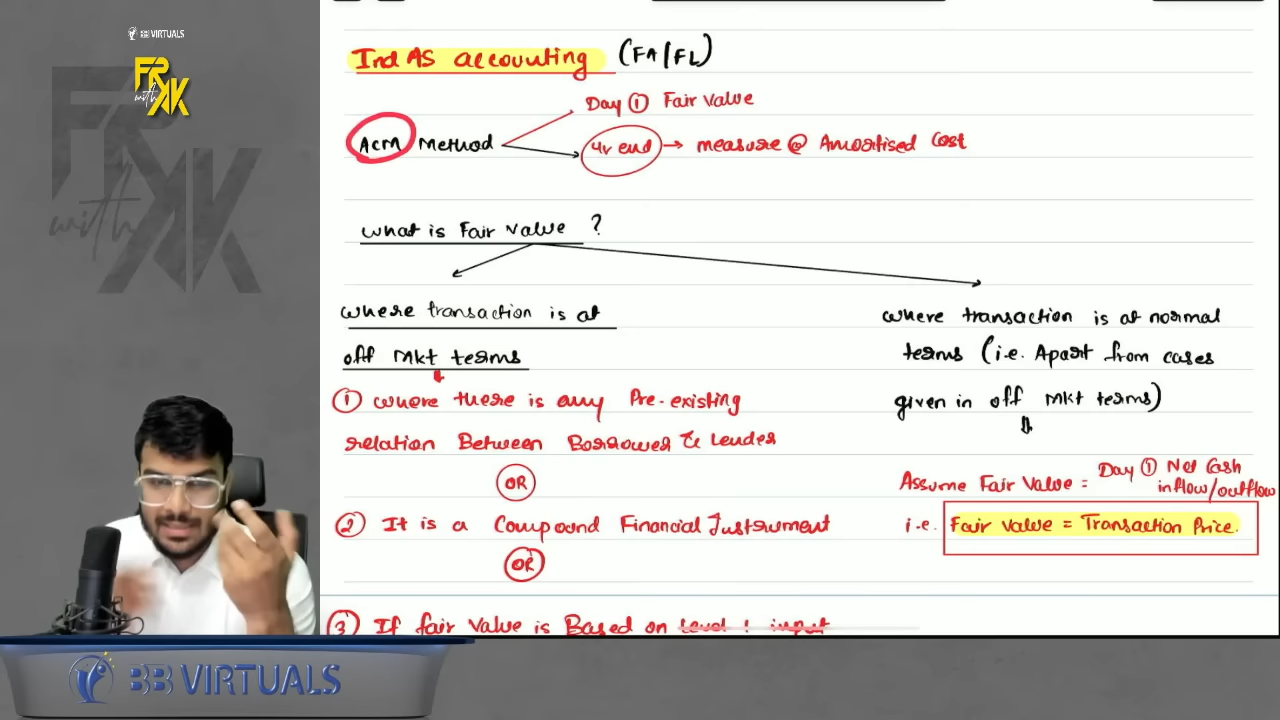 BB VIRTUALS
FR
with AK
FR
with
AK
Ind AS accounting (FA/FL)
Day ① Fair value
ACM Method
Yr end → measure @ Amortised Cost
What is Fair Value ?
where transaction is at
off Mkt terms
① where there is any Pre-existing
relation Between Borrower & Lender
OR
② It is a Compound Financial Instrument
OR
③ If fair value is Based on Level 1 input
where transaction is at normal
terms (i.e. Apart from cases
given in off Mkt terms)
Assume Fair Value = Day ① Net Cash
inflow/outflow
i.e. Fair Value = Transaction Price.
BB VIRTUALS